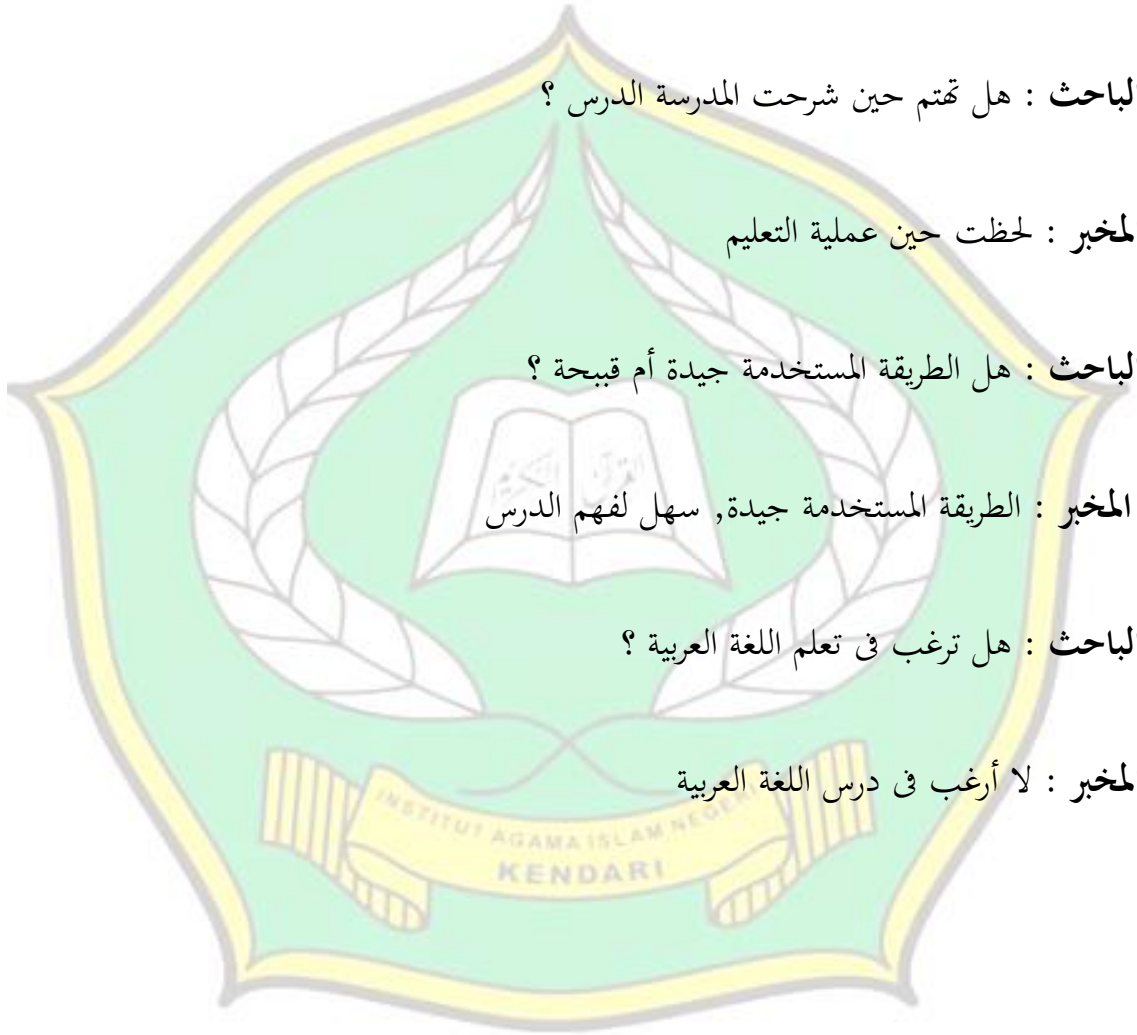 لباحث : هل تهتم حين شرحت المدرسة الدرس ؟
لمخبر : لحظت حين عملية التعليم
لباحث : هل الطريقة المستخدمة جيدة أم قبيحة ؟
المخبر : الطريقة المستخدمة جيدة, سهل لفهم الدرس
لباحث : هل ترغب فى تعلم اللغة العربية ؟
لمخبر : لا أرغب فى درس اللغة العربية
القرآن الكريم
INSTITUT AGAMA ISLAM NEGERI
KENDARI